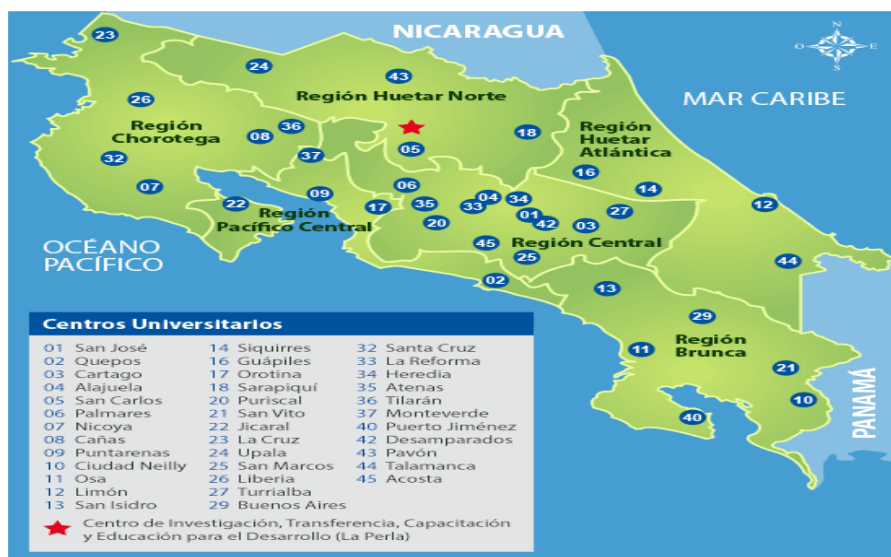 NICARAGUA
N
O E
S
MAR CARIBE
23
24
43
Región Huetar Norte
26
Región
Chorotega
36
08
32
37
07
05
18
Región
Huetar
Atlántica
16
14
12
22
09
Región
Pacífico Central
17
06
35
20
33
04
34
01
42
03
27
45
Región Central
25
02
OCÉANO
PACÍFICO
44
13
29
Región
Brunca
11
21
10
40
PANAMÁ
Centros Universitarios
01 San José
02 Quepos
03 Cartago
04 Alajuela
05 San Carlos
06 Palmares
07 Nicoya
08 Cañas
09 Puntarenas
10 Ciudad Neilly
11 Osa
12 Limón
13 San Isidro
14 Siquirres
16 Guápiles
17 Orotina
18 Sarapiquí
20 Puriscal
21 San Vito
22 Jicaral
23 La Cruz
24 Upala
25 San Marcos
26 Liberia
27 Turrialba
29 Buenos Aires
32 Santa Cruz
33 La Reforma
34 Heredia
35 Atenas
36 Tilarán
37 Monteverde
40 Puerto Jiménez
42 Desamparados
43 Pavón
44 Talamanca
45 Acosta
Centro de Investigación, Transferencia, Capacitación
y Educación para el Desarrollo (La Perla)